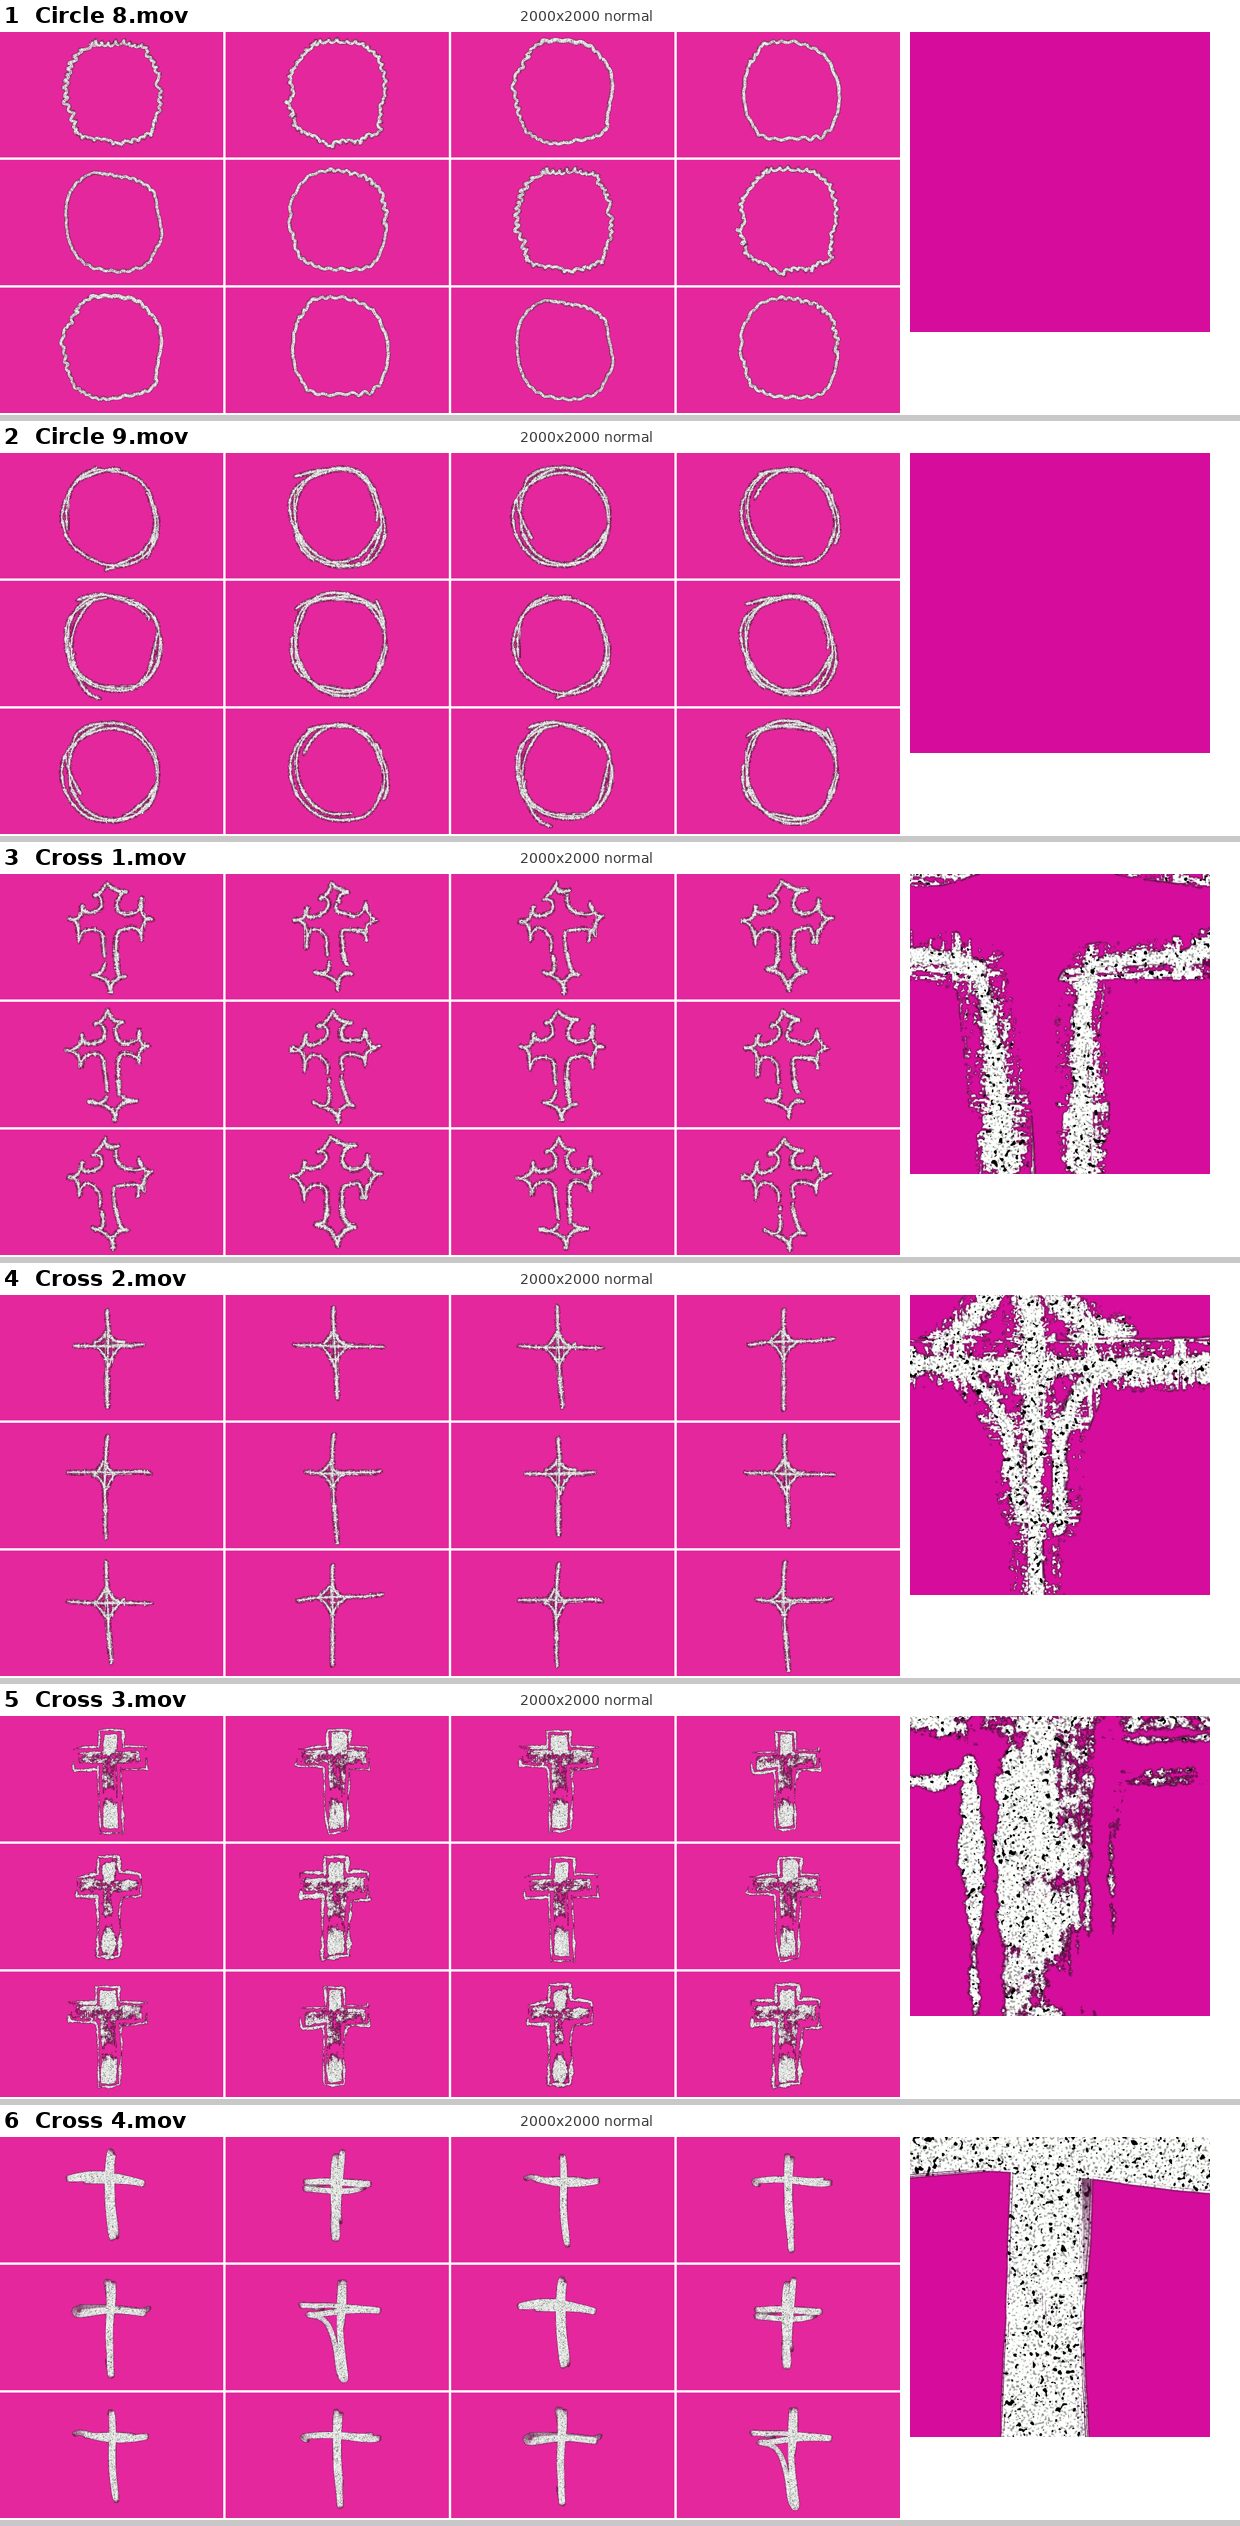 1 Circle 8.mov 2000x2000 normal
2 Circle 9.mov 2000x2000 normal
3 Cross 1.mov 2000x2000 normal
4 Cross 2.mov 2000x2000 normal
5 Cross 3.mov 2000x2000 normal
6 Cross 4.mov 2000x2000 normal